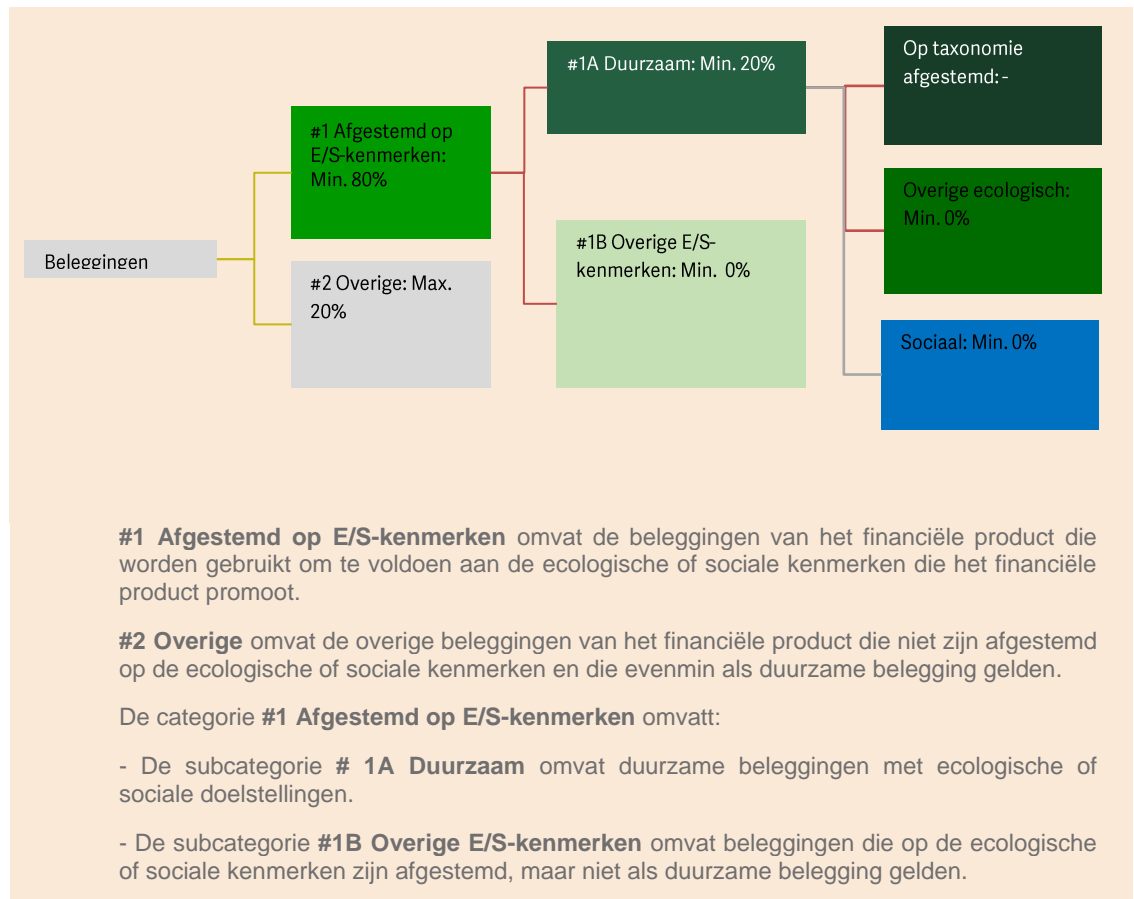 Beleggingen
#1 Afgestemd op
E/S-kenmerken:
Min. 80%
#2 Overige: Max.
20%
#1A Duurzaam: Min. 20%
#1B Overige E/S-
kenmerken: Min. 0%
Op taxonomie
afgestemd: -
Overige ecologisch:
Min. 0%
Sociaal: Min. 0%
#1 Afgestemd op E/S-kenmerken omvat de beleggingen van het financiële product die
worden gebruikt om te voldoen aan de ecologische of sociale kenmerken die het financiële
product promoot.
#2 Overige omvat de overige beleggingen van het financiële product die niet zijn afgestemd
op de ecologische of sociale kenmerken en die evenmin als duurzame belegging gelden.
De categorie #1 Afgestemd op E/S-kenmerken omvatt:
- De subcategorie # 1A Duurzaam omvat duurzame beleggingen met ecologische of
sociale doelstellingen.
- De subcategorie #1B Overige E/S-kenmerken omvat beleggingen die op de ecologische
of sociale kenmerken zijn afgestemd, maar niet als duurzame belegging gelden.